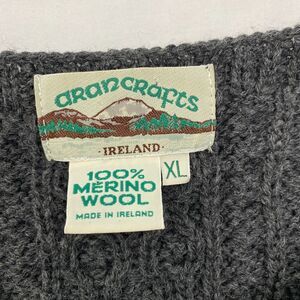 arancrafts
·IRELAND·
XL
100%
MERINO
WOOL
MADE IN IRELAND